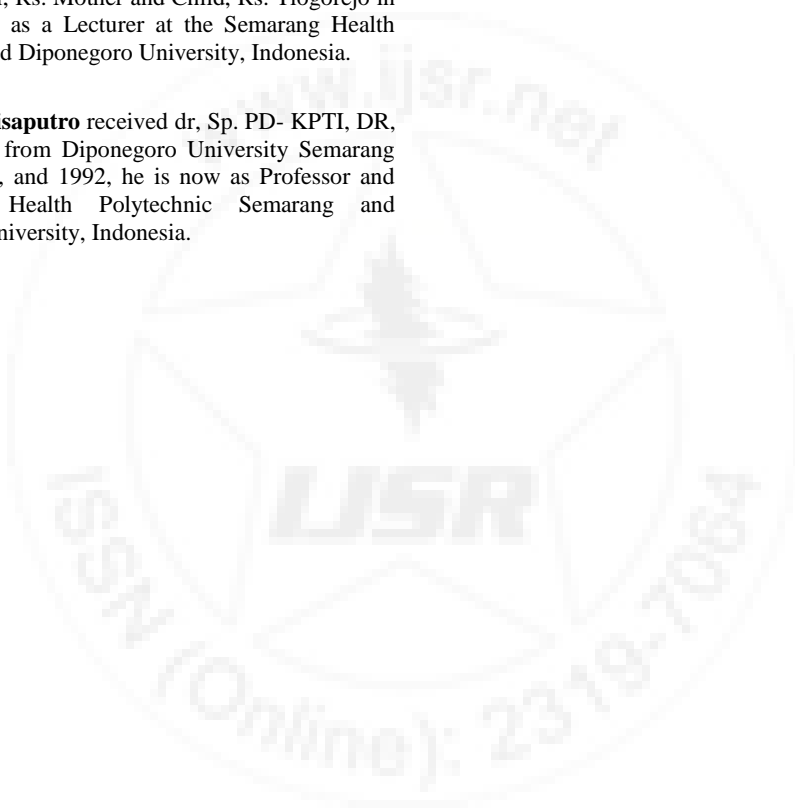 , Rs. Mother and Child, Rs. Tlogorejo in
as a Lecturer at the Semarang Health
d Diponegoro University, Indonesia.
isaputro received dr, Sp. PD- KPTI, DR,
from Diponegoro University Semarang
, and 1992, he is now as Professor and
Health Polytechnic Semarang and
niversity, Indonesia.
www.ijsr.net
IJSR
ISSN (Online): 2319-7064